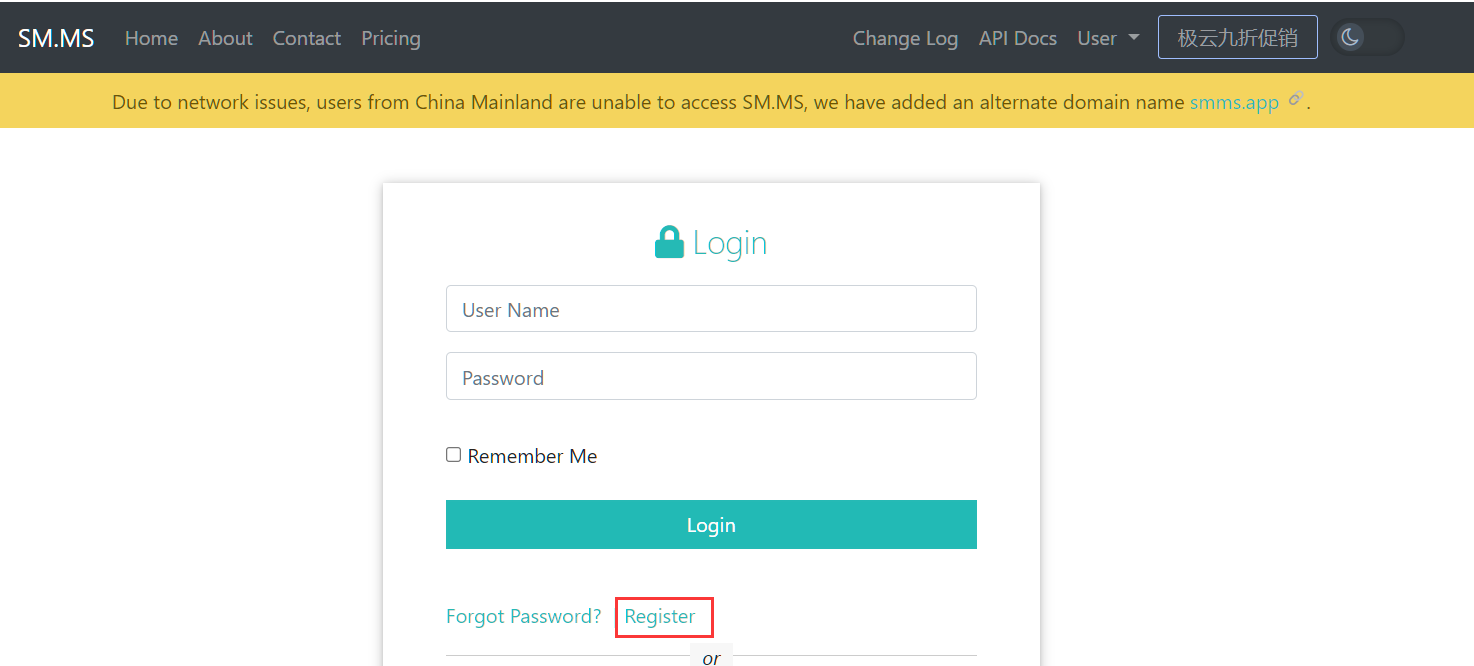 SM.MS Home About Contact Pricing Change Log API Docs User 极云九折促销
Due to network issues, users from China Mainland are unable to access SM.MS, we have added an alternate domain name smms.app .
Login
User Name
Password
Remember Me
Login
Forgot Password? Register
or